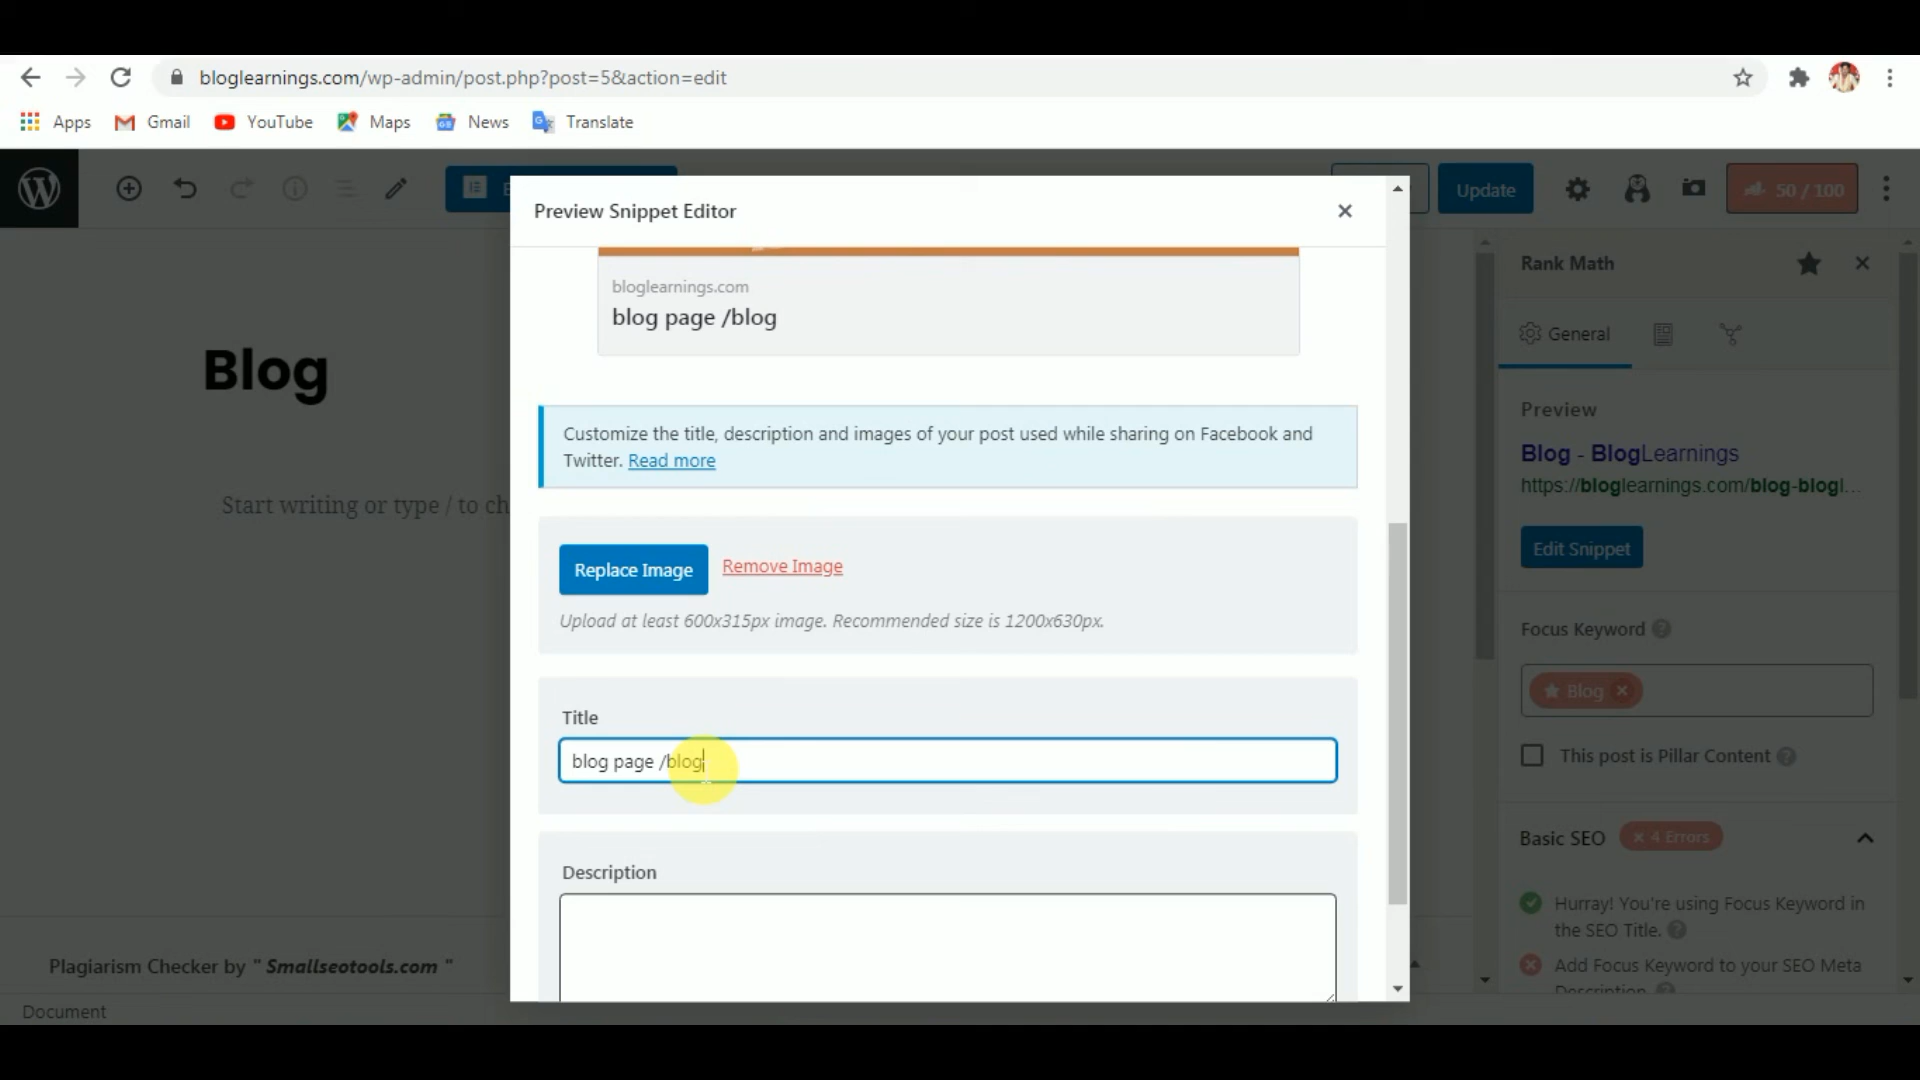 bloglearnings.com/wp-admin/post.php?post=5&action=edit
Apps Gmail YouTube Maps News Translate
Update 50 / 100
Preview Snippet Editor
bloglearnings.com
blog page /blog
Customize the title, description and images of your post used while sharing on Facebook and
Twitter. Read more
Replace Image Remove Image
Upload at least 600x315px image. Recommended size is 1200x630px.
Title
blog page /blog
Description
Blog
Start writing or type / to ch
Plagiarism Checker by " Smallseotools.com "
Document
Rank Math
General
Preview
Blog - BlogLearnings
https://bloglearnings.com/blog-blogl...
Edit Snippet
Focus Keyword
Blog
This post is Pillar Content
Basic SEO 4 Errors
Hurray! You're using Focus Keyword in
the SEO Title.
Add Focus Keyword to your SEO Meta
Description.